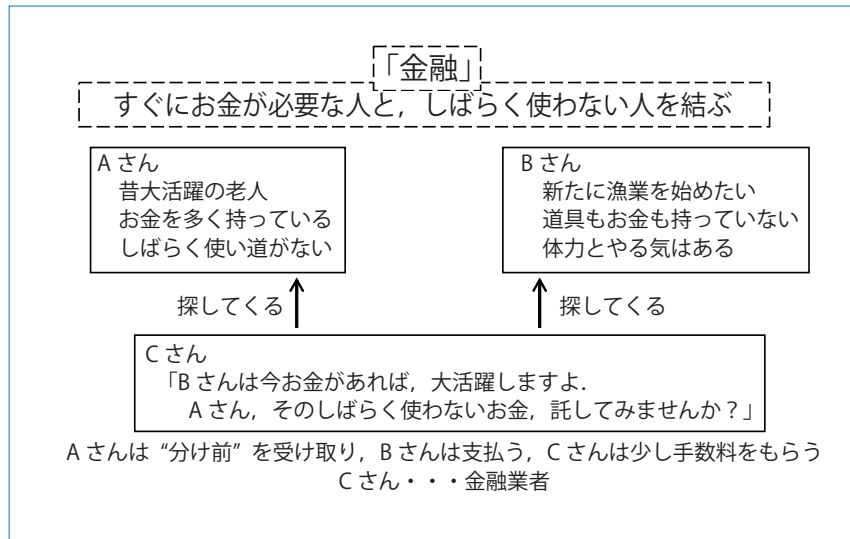 「金融」
すぐにお金が必要な人と,しばらく使わない人を結ぶ
A さん
昔大活躍の老人
お金を多く持っている
しばらく使い道がない
B さん
新たに漁業を始めたい
道具もお金も持っていない
体力とやる気はある
探してくる
探してくる
C さん
「B さんは今お金があれば,大活躍しますよ.
A さん,そのしばらく使わないお金,託してみませんか?」
A さんは “分け前” を受け取り,B さんは支払う,C さんは少し手数料をもらう
C さん・・・金融業者